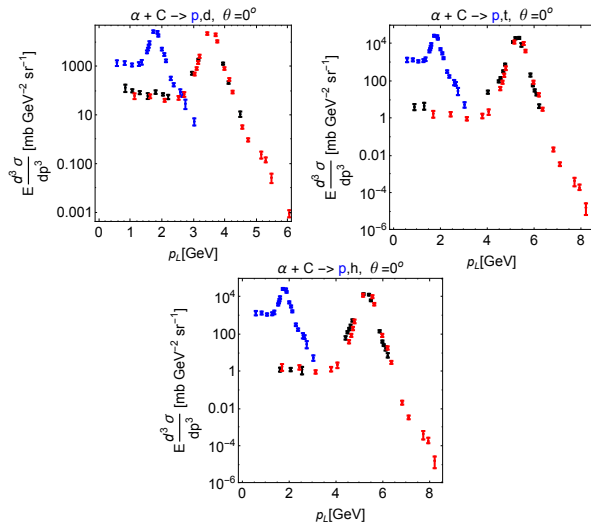 α + C -> p,d, θ=0°
E d³σ/dp³ [mb GeV⁻² sr⁻¹]
1000
10
0.100
0.001
0 1 2 3 4 5 6
p_L[GeV]
α + C -> p,t, θ=0°
E d³σ/dp³ [mb GeV⁻² sr⁻¹]
10⁴
100
1
0.01
10⁻⁴
10⁻⁶
0 2 4 6 8
p_L[GeV]
α + C -> p,h, θ=0°
E d³σ/dp³ [mb GeV⁻² sr⁻¹]
10⁴
100
1
0.01
10⁻⁴
10⁻⁶
0 2 4 6 8
p_L[GeV]